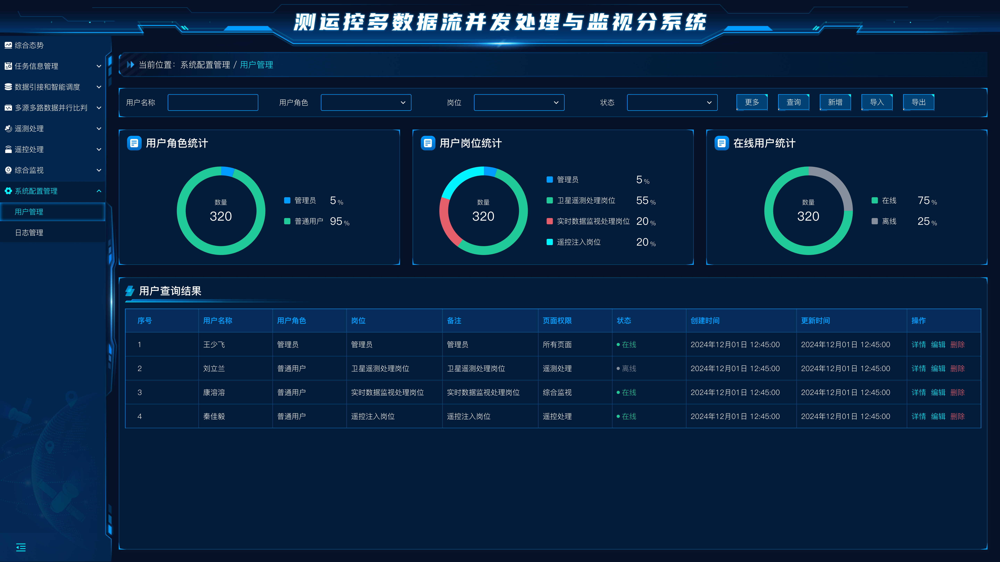 测运控多数据流并发处理与监视分系统
综合态势
任务信息管理
数据引接和智能调度
多源多路数据并行比判
遥测处理
遥控处理
综合监视
系统配置管理
用户管理
日志管理
当前位置：系统配置管理 / 用户管理
用户名称 用户角色 岗位 状态 更多 查询 新增 导入 导出
用户角色统计
数量
320
管理员 5 %
普通用户 95 %
用户岗位统计
数量
320
管理员 5 %
卫星遥测处理岗位 55 %
实时数据监视处理岗位 20 %
遥控注入岗位 20 %
在线用户统计
数量
320
在线 75 %
离线 25 %
用户查询结果
序号 用户名称 用户角色 岗位 备注 页面权限 状态 创建时间 更新时间 操作
1 王少飞 管理员 管理员 管理员 所有页面 在线 2024年12月01日 12:45:00 2024年12月01日 12:45:00 详情 编辑 删除
2 刘立兰 普通用户 卫星遥测处理岗位 卫星遥测处理岗位 遥测处理 离线 2024年12月01日 12:45:00 2024年12月01日 12:45:00 详情 编辑 删除
3 康溶溶 普通用户 实时数据监视处理岗位 实时数据监视处理岗位 综合监视 在线 2024年12月01日 12:45:00 2024年12月01日 12:45:00 详情 编辑 删除
4 秦佳毅 普通用户 遥控注入岗位 遥控注入岗位 遥控处理 在线 2024年12月01日 12:45:00 2024年12月01日 12:45:00 详情 编辑 删除